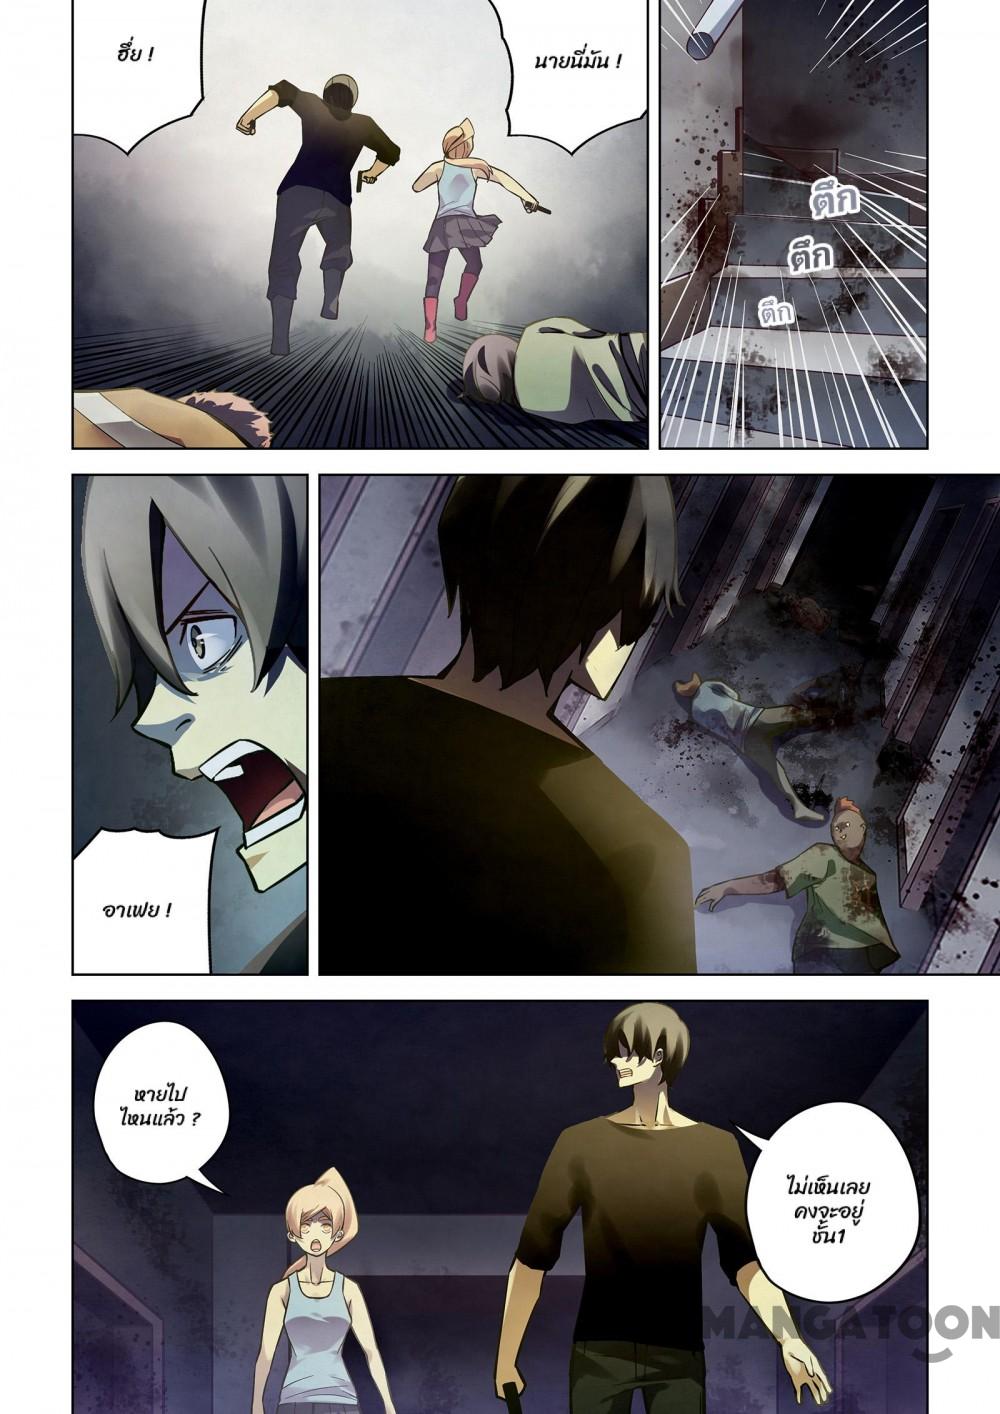 ฮึ่ย !
นายนี่มัน !
ตึก
ตึก
ตึก
อาเฟย !
หายไป
ไหนแล้ว ?
ไม่เห็นเลย
คงจะอยู่
ชั้น1
MANGATOON